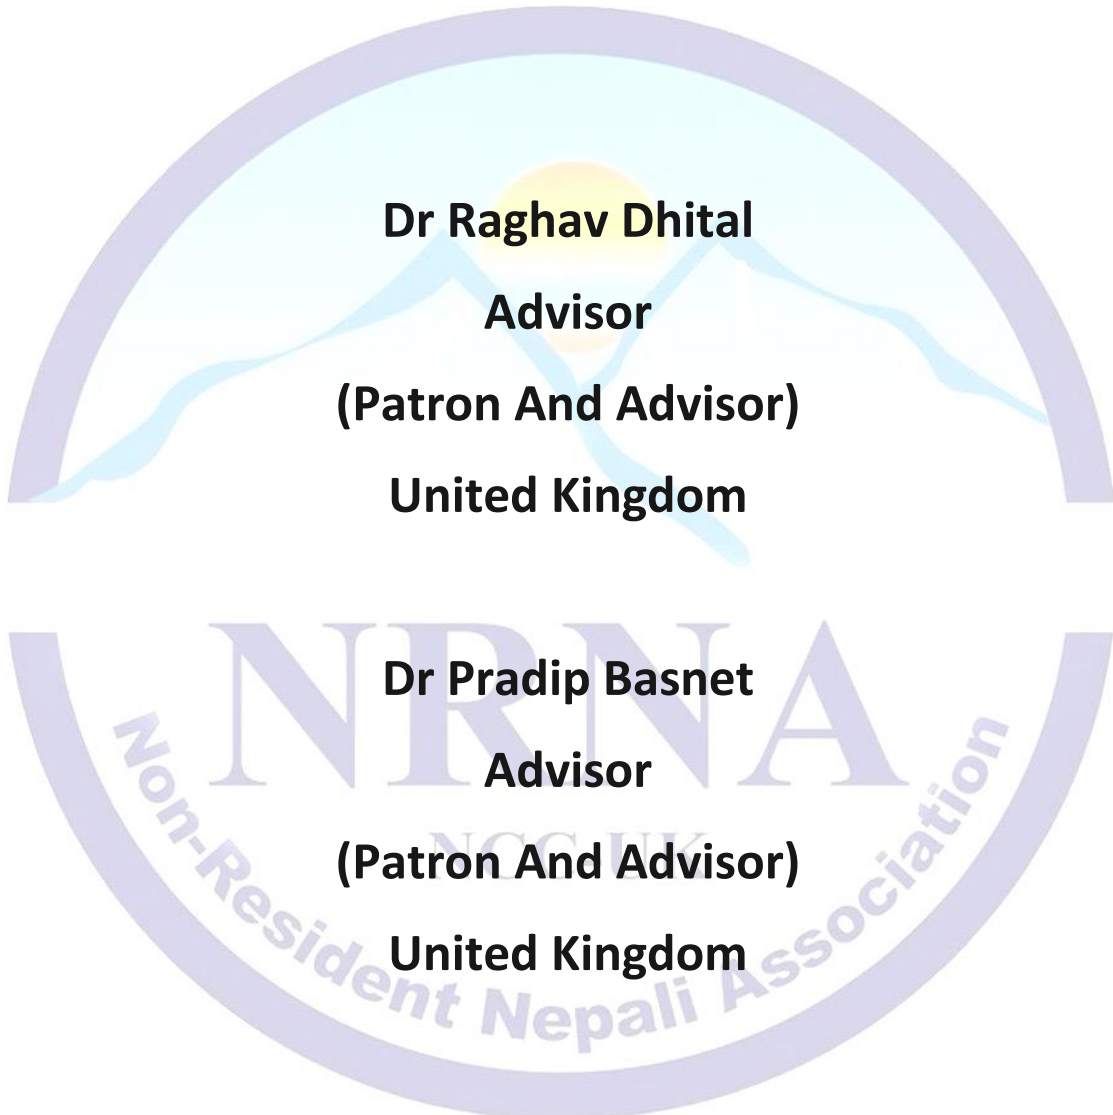 Dr Raghav Dhital
Advisor
(Patron And Advisor)
United Kingdom
NRNA
Dr Pradip Basnet
Advisor
NCC-UK
(Patron And Advisor)
United Kingdom
Non-Resident Nepali Association